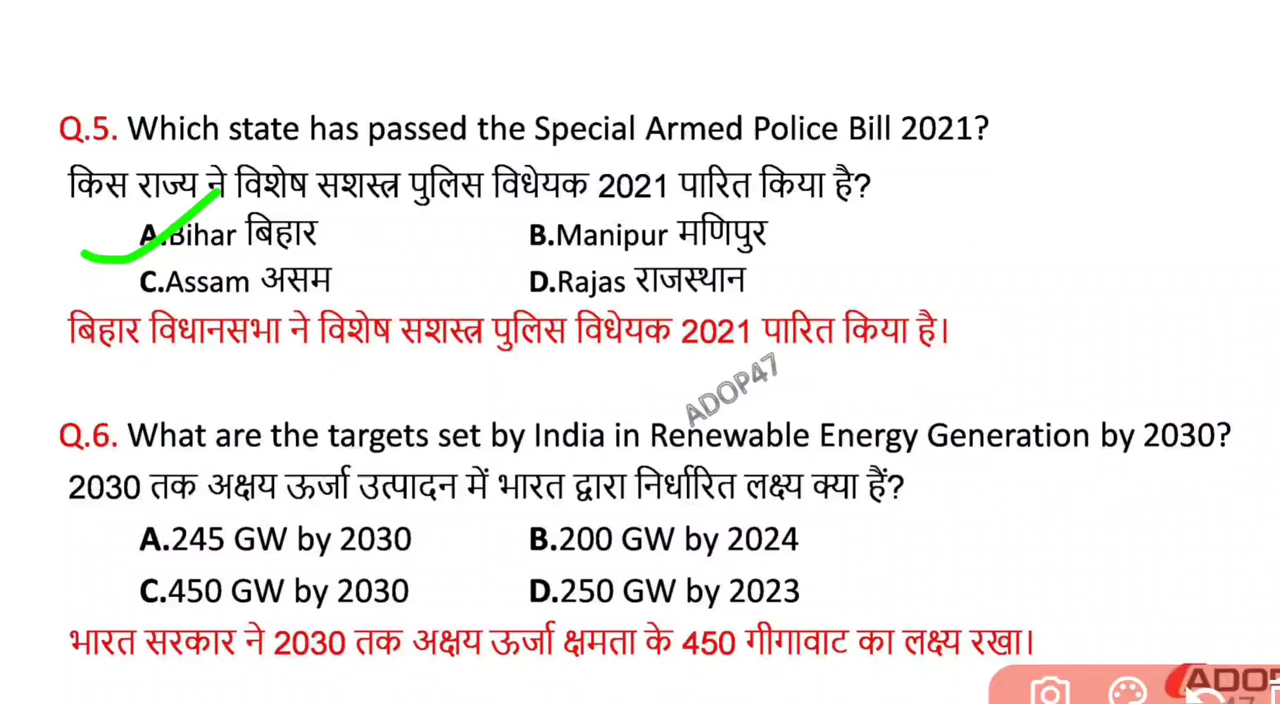 Q.5. Which state has passed the Special Armed Police Bill 2021?
किस राज्य ने विशेष सशस्त्र पुलिस विधेयक 2021 पारित किया है?
A.Bihar बिहार B.Manipur मणिपुर
C.Assam असम D.Rajas राजस्थान
बिहार विधानसभा ने विशेष सशस्त्र पुलिस विधेयक 2021 पारित किया है।
ADOP47
Q.6. What are the targets set by India in Renewable Energy Generation by 2030?
2030 तक अक्षय ऊर्जा उत्पादन में भारत द्वारा निर्धारित लक्ष्य क्या हैं?
A.245 GW by 2030 B.200 GW by 2024
C.450 GW by 2030 D.250 GW by 2023
भारत सरकार ने 2030 तक अक्षय ऊर्जा क्षमता के 450 गीगावाट का लक्ष्य रखा।